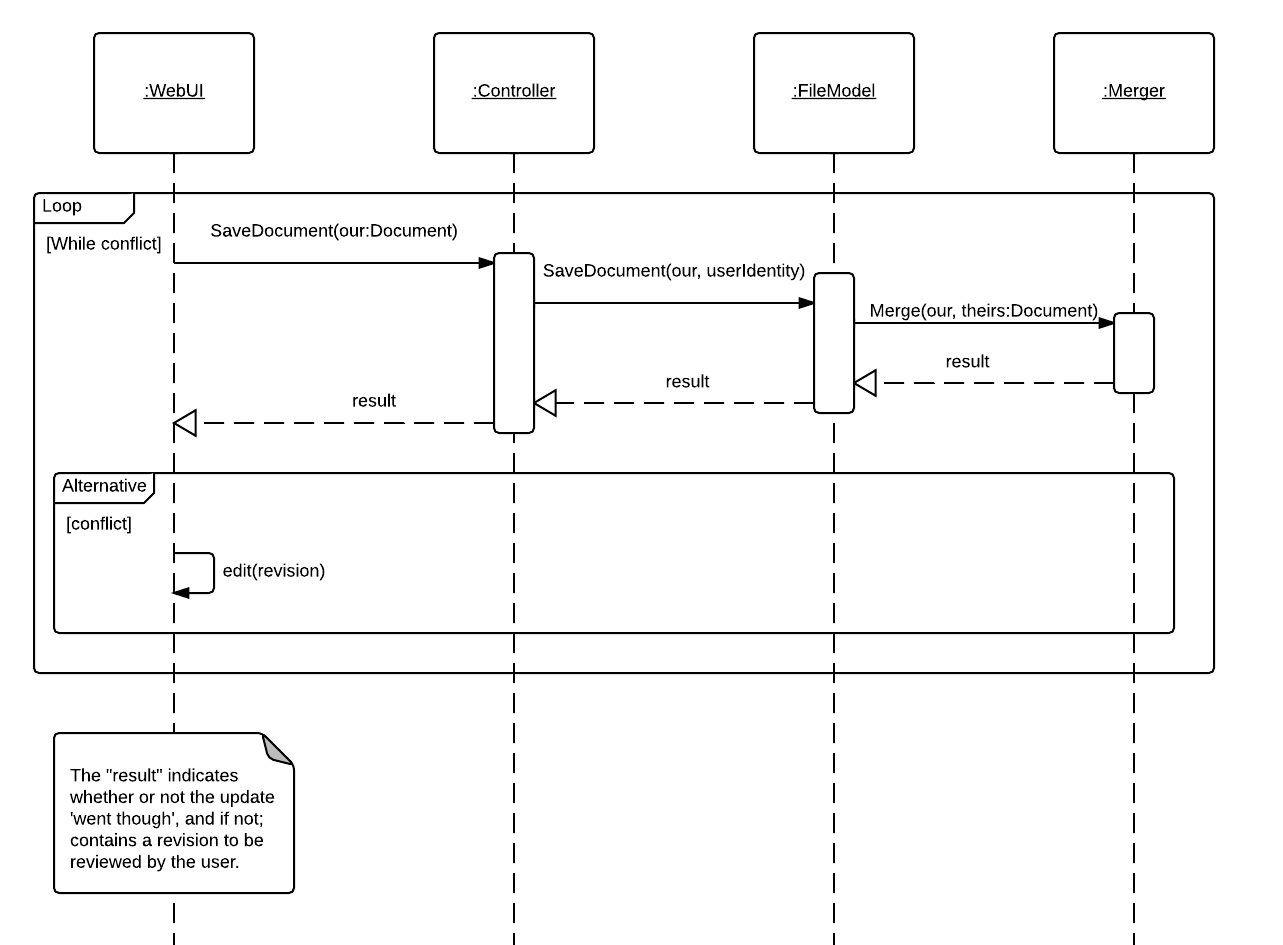 :WebUI
:Controller
:FileModel
:Merger
Loop
[While conflict]
SaveDocument(our:Document)
SaveDocument(our, userIdentity)
Merge(our, theirs:Document)
result
result
result
Alternative
[conflict]
edit(revision)
The "result" indicates
whether or not the update
'went though', and if not;
contains a revision to be
reviewed by the user.